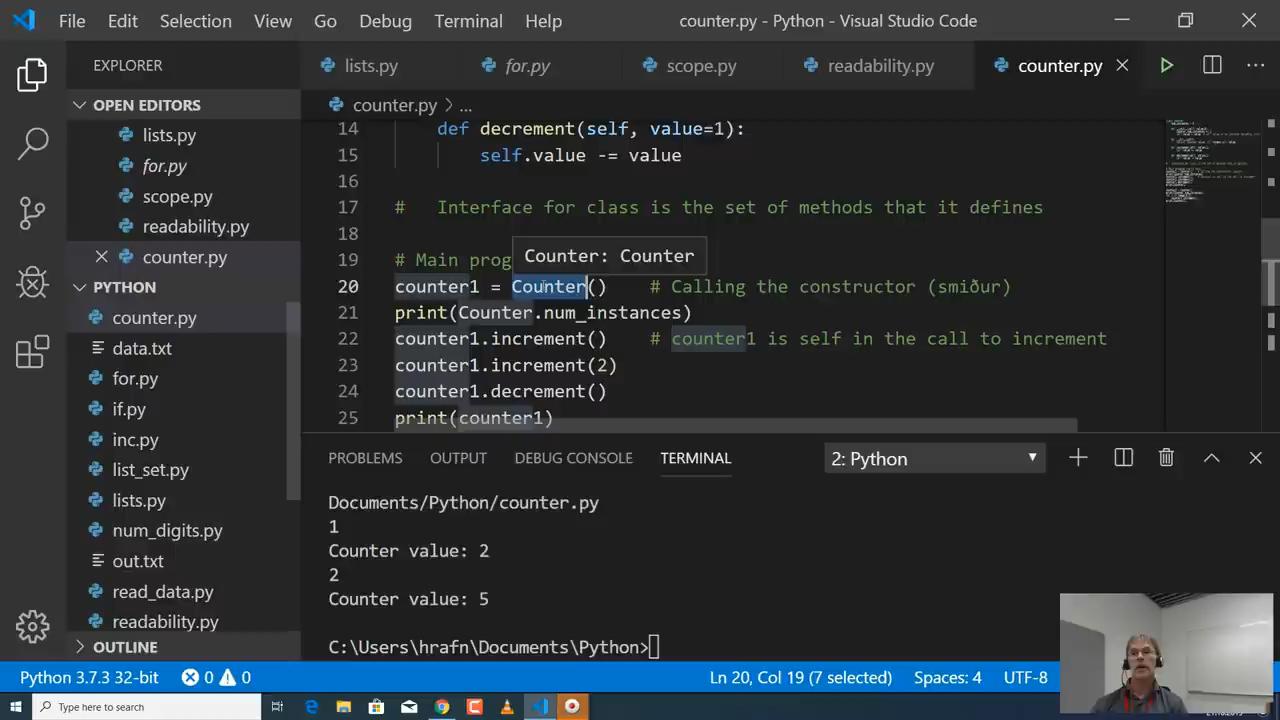 File Edit Selection View Go Debug Terminal Help counter.py - Python - Visual Studio Code
EXPLORER
OPEN EDITORS
lists.py
for.py
scope.py
readability.py
counter.py
PYTHON
counter.py
data.txt
for.py
if.py
inc.py
list_set.py
lists.py
num_digits.py
out.txt
read_data.py
readability.py
OUTLINE
lists.py for.py scope.py readability.py counter.py
counter.py > ...
14 def decrement(self, value=1):
15 self.value -= value
16
17 # Interface for class is the set of methods that it defines
18
19 # Main prog
Counter: Counter
20 counter1 = Counter() # Calling the constructor (smiður)
21 print(Counter.num_instances)
22 counter1.increment() # counter1 is self in the call to increment
23 counter1.increment(2)
24 counter1.decrement()
25 print(counter1)
PROBLEMS OUTPUT DEBUG CONSOLE TERMINAL 2: Python
Documents/Python/counter.py
1
Counter value: 2
2
Counter value: 5
C:\Users\hrafn\Documents\Python>
Python 3.7.3 32-bit 0 0 Ln 20, Col 19 (7 selected) Spaces: 4 UTF-8
Type here to search